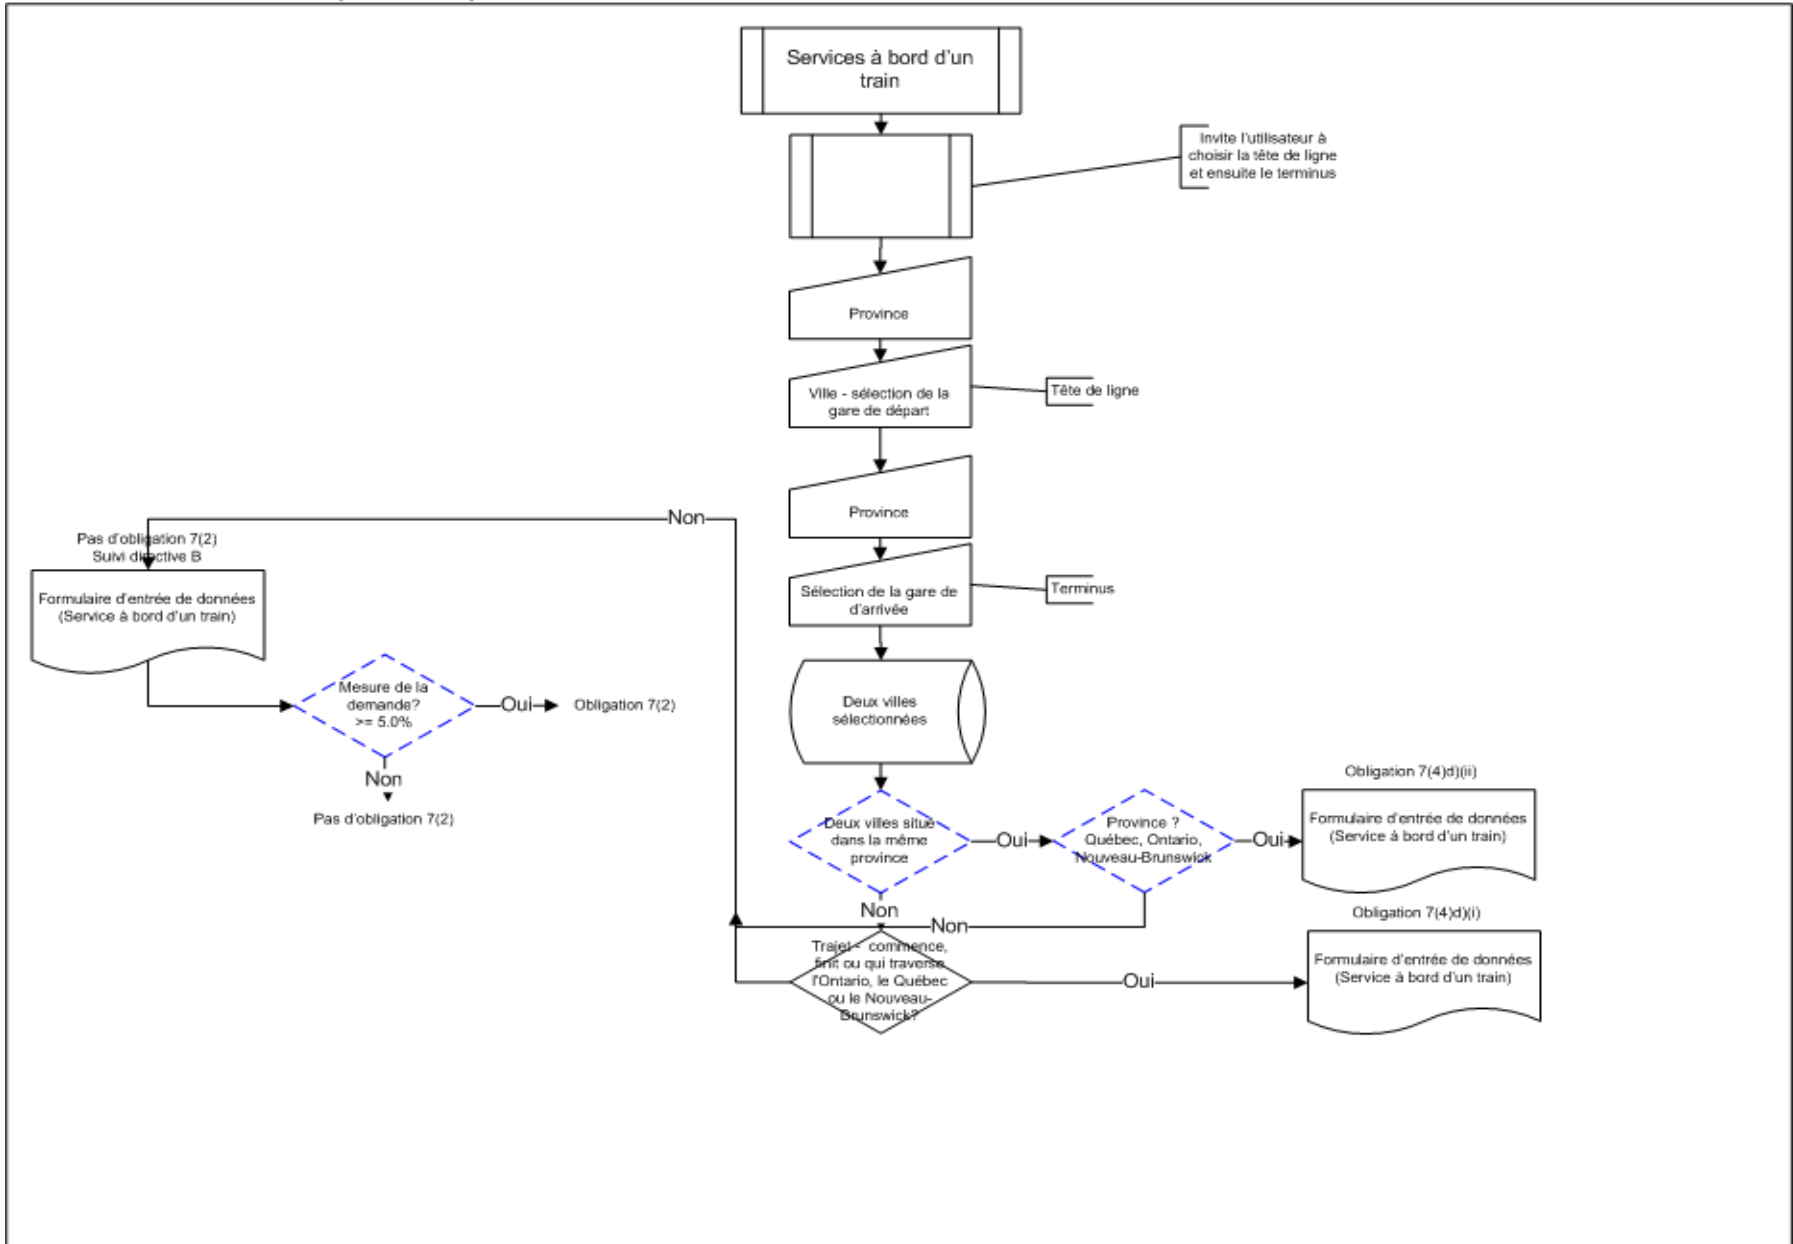 Services à bord d'un
train
Invite l'utilisateur à
choisir la tête de ligne
et ensuite le terminus
Province
Ville - sélection de la
gare de départ
Tête de ligne
Province
Sélection de la gare de
d'arrivée
Terminus
Non
Pas d'obligation 7(2)
Suivi directive B
Formulaire d'entrée de données
(Service à bord d'un train)
Mesure de la
demande?
>= 5.0%
Oui
Obligation 7(2)
Non
Pas d'obligation 7(2)
Deux villes
sélectionnées
Deux villes situé
dans la même
province
Oui
Province ?
Québec, Ontario,
Nouveau-Brunswick
Oui
Obligation 7(4)d)(ii)
Formulaire d'entrée de données
(Service à bord d'un train)
Non
Non
Trajet - commence,
finit ou qui traverse
l'Ontario, le Québec
ou le Nouveau-
Brunswick?
Oui
Obligation 7(4)d)(i)
Formulaire d'entrée de données
(Service à bord d'un train)